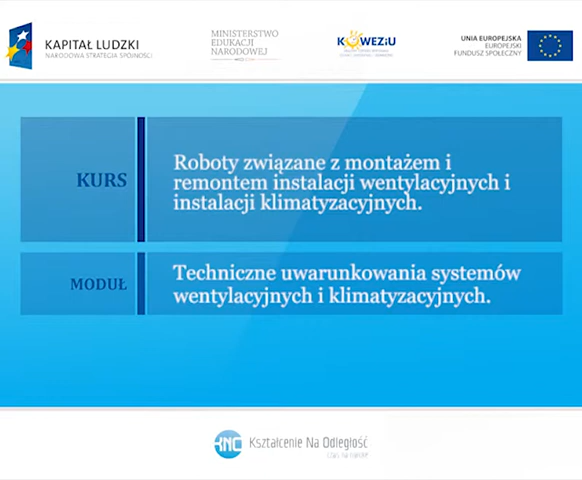 KAPITAŁ LUDZKI
NARODOWA STRATEGIA SPÓJNOŚCI
MINISTERSTWO
EDUKACJI
NARODOWEJ
KOWEZiU
UNIA EUROPEJSKA
EUROPEJSKI
FUNDUSZ SPOŁECZNY
KURS
Roboty związane z montażem i
remontem instalacji wentylacyjnych i
instalacji klimatyzacyjnych.
MODUŁ
Techniczne uwarunkowania systemów
wentylacyjnych i klimatyzacyjnych.
KNO
Kształcenie Na Odległość